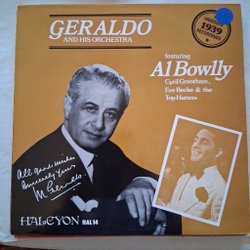 GERALDO
AND HIS ORCHESTRA
1939
RECORDINGS
featuring
Al Bowlly
Cyril Grantham,
Eve Becke & the
Top Hatters
All good wishes
Sincerely Yours
Geraldo.
HALCYON HAL 14